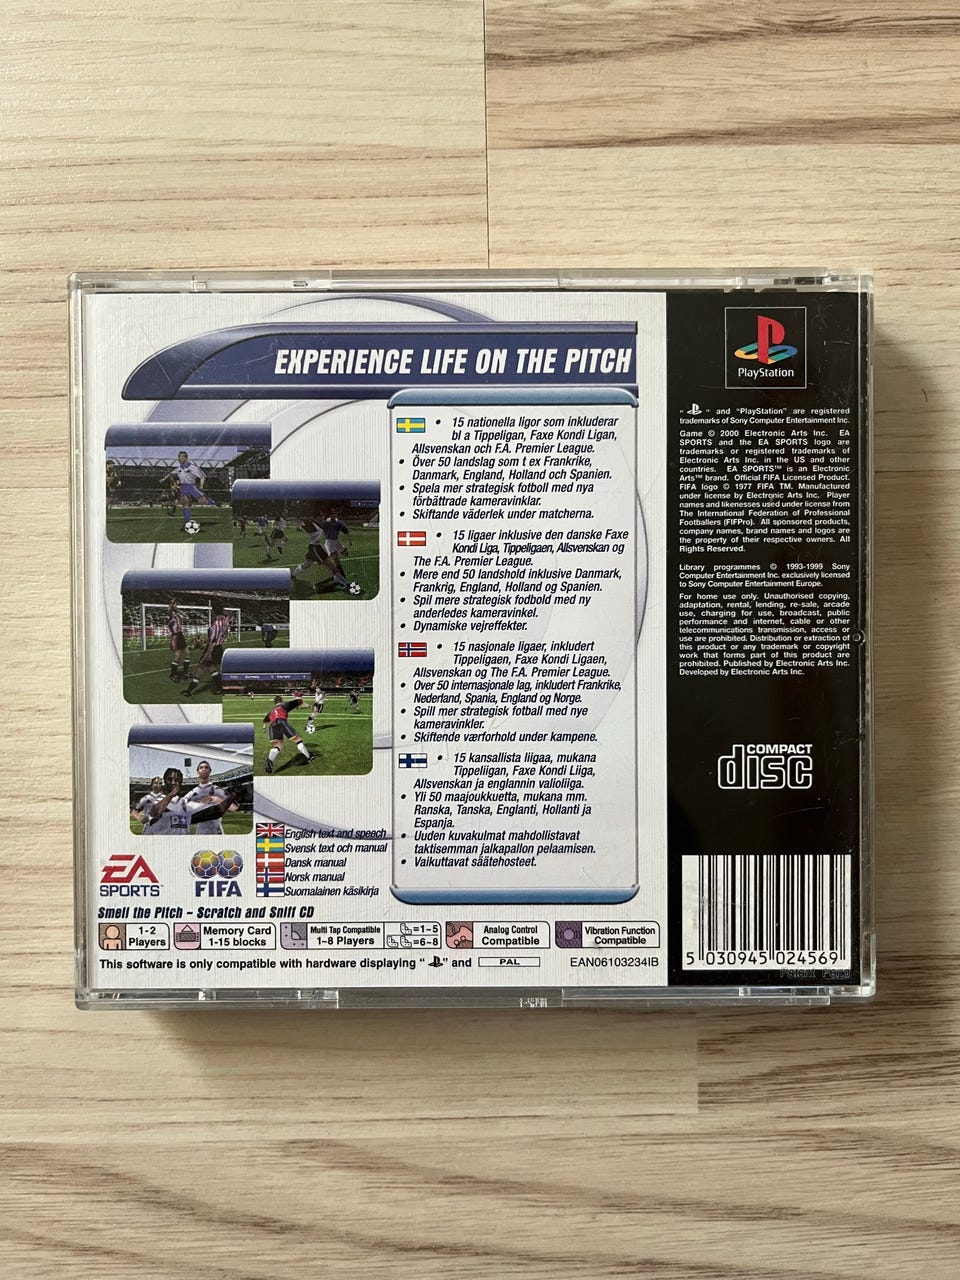 EXPERIENCE LIFE ON THE PITCH
• 15 nationella ligor som inkluderar
bl a Tippeligan, Faxe Kondi Ligan,
Allsvenskan och F.A. Premier League.
• Över 50 landslag som t ex Frankrike,
Danmark, England, Holland och Spanien.
• Spela mer strategisk fotboll med nya
förbättrade kameravinklar.
• Skiftande väderlek under matcherna.
• 15 ligaer inklusive den danske Faxe
Kondi Liga, Tippeligaen, Allsvenskan og
The F.A. Premier League.
• Mere end 50 landshold inklusive Danmark,
Frankrig, England, Holland og Spanien.
• Spil mere strategisk fodbold med ny
anderledes kameravinkel.
• Dynamiske vejreffekter.
• 15 nasjonale ligaer, inkludert
Tippeligaen, Faxe Kondi Ligaen,
Allsvenskan og The F.A. Premier League.
• Over 50 internasjonale lag, inkludert Frankrike,
Nederland, Spania, England og Norge.
• Spill mer strategisk fotball med nye
kameravinkler.
• Skiftende værforhold under kampene.
• 15 kansallista liigaa, mukana
Tippeliigan, Faxe Kondi Liiga,
Allsvenskan ja englannin valioliiga.
• Yli 50 maajoukkuetta, mukana mm.
Ranska, Tanska, Englanti, Hollanti ja
Espanja.
• Uuden kuvakulmat mahdollistavat
taktisemman jalkapallon pelaamisen.
• Vaikuttavat säätehosteet.
English text and speech
Svensk text och manual
Dansk manual
Norsk manual
Suomalainen käsikirja
EA
SPORTS™
FIFA
Smell the Pitch - Scratch and Sniff CD
1-2
Players
Memory Card
1-15 blocks
Multi Tap Compatible
1-8 Players
=1-5
=6-8
Analog Control
Compatible
Vibration Function
Compatible
This software is only compatible with hardware displaying " " and PAL
EAN06103234IB
PlayStation
" " and "PlayStation" are registered
trademarks of Sony Computer Entertainment Inc.
Game © 2000 Electronic Arts Inc. EA
SPORTS and the EA SPORTS logo are
trademarks or registered trademarks of
Electronic Arts Inc. in the US and other
countries. EA SPORTS™ is an Electronic
Arts™ brand. Official FIFA Licensed Product.
FIFA logo © 1977 FIFA TM. Manufactured
under license by Electronic Arts Inc. Player
names and likenesses used under license from
The International Federation of Professional
Footballers (FIFPro). All sponsored products,
company names, brand names and logos are
the property of their respective owners. All
Rights Reserved.
Library programmes © 1993-1999 Sony
Computer Entertainment Inc. exclusively licensed
to Sony Computer Entertainment Europe.
For home use only. Unauthorised copying,
adaptation, rental, lending, re-sale, arcade
use, charging for use, broadcast, public
performance and internet, cable or other
telecommunications transmission, access or
use are prohibited. Distribution or extraction of
this product or any trademark or copyright
work that forms part of this product are
prohibited. Published by Electronic Arts Inc.
Developed by Electronic Arts Inc.
COMPACT
disc
5 030945 024569